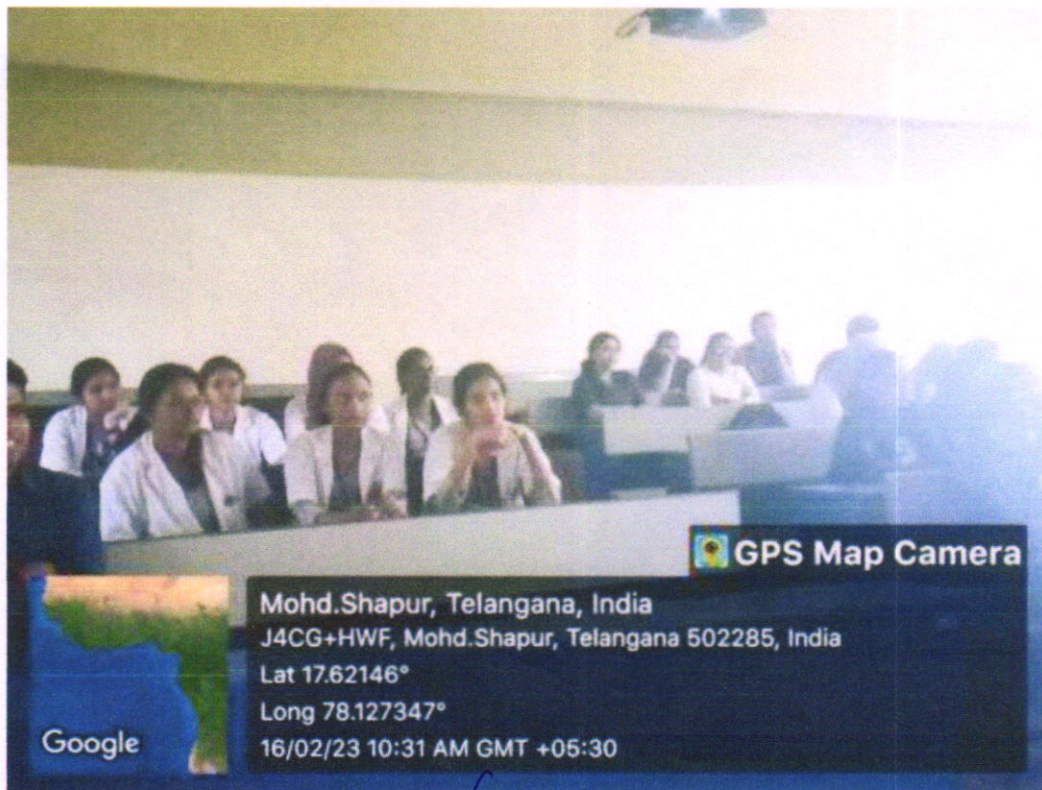 GPS Map Camera
Mohd.Shapur, Telangana, India
J4CG+HWF, Mohd.Shapur, Telangana 502285, India
Lat 17.62146°
Long 78.127347°
16/02/23 10:31 AM GMT +05:30
Google